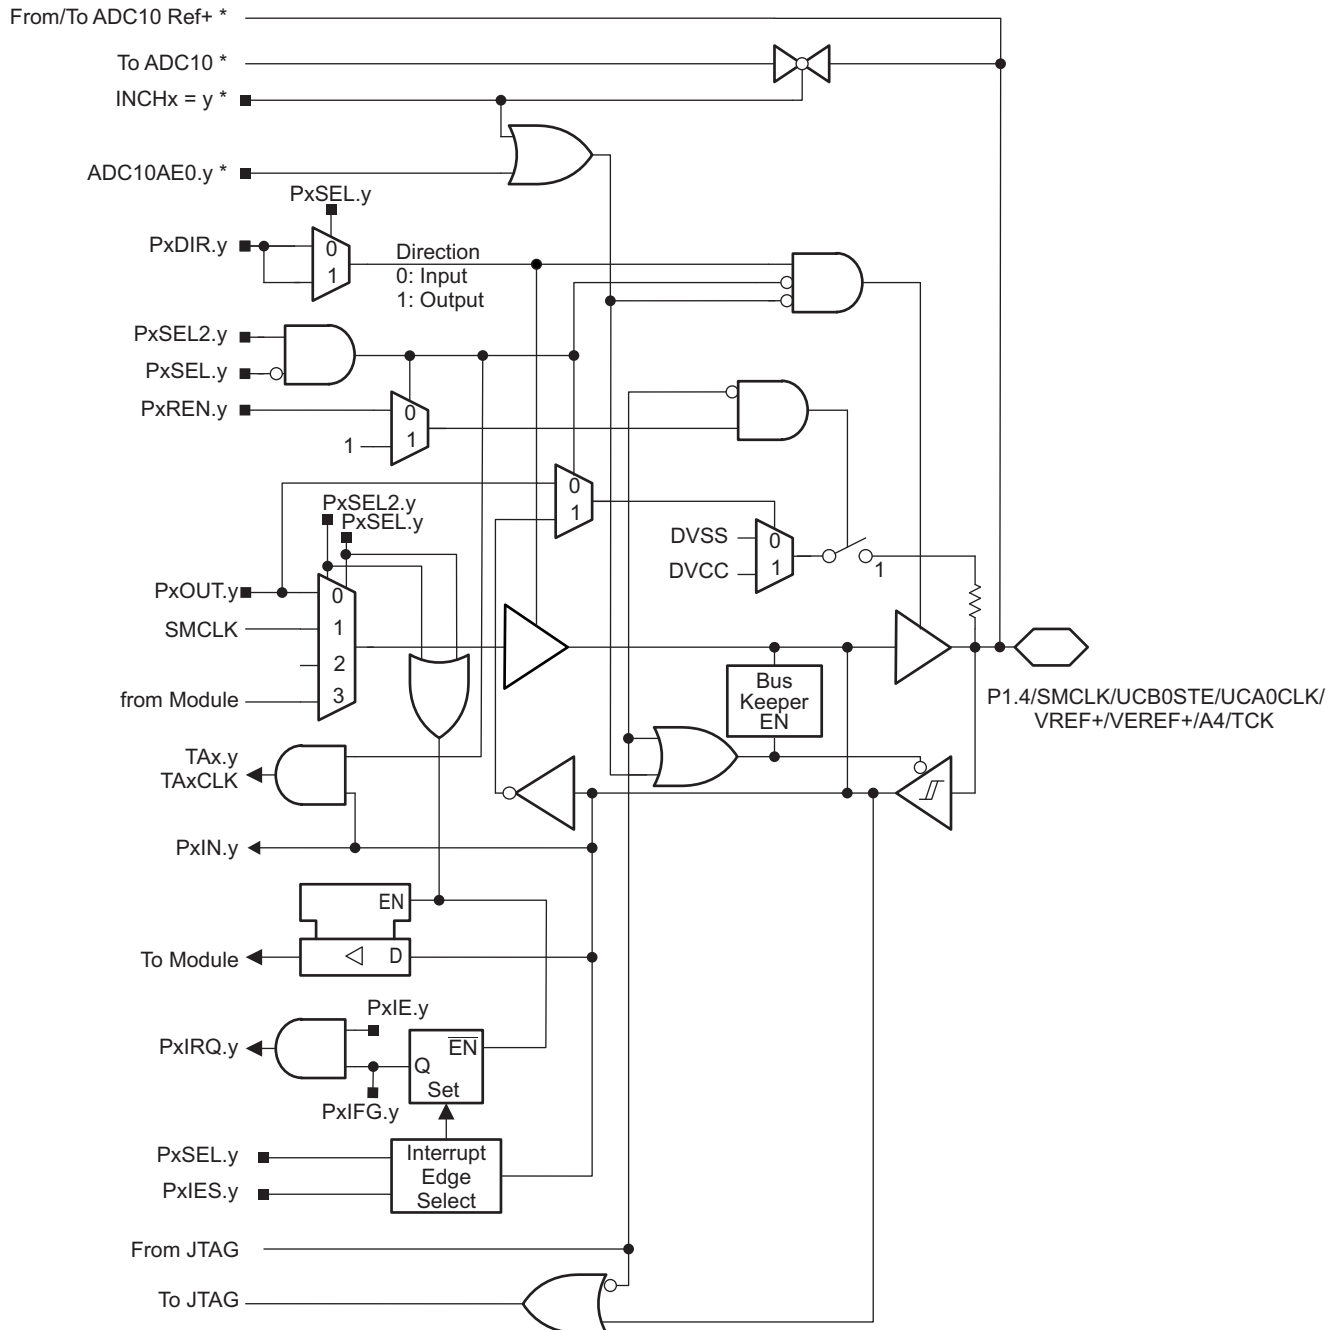 From/To ADC10 Ref+ *
To ADC10 *
INCHx = y *
ADC10AE0.y *
PxSEL.y
PxDIR.y
0
1
Direction
0: Input
1: Output
PxSEL2.y
PxSEL.y
PxREN.y
0
1
1
0
1
PxSEL2.y
PxSEL.y
DVSS
DVCC
0
1
1
PxOUT.y
SMCLK
from Module
0
1
2
3
Bus
Keeper
EN
P1.4/SMCLK/UCB0STE/UCA0CLK/
VREF+/VEREF+/A4/TCK
TAx.y
TAxCLK
PxIN.y
EN
D
To Module
PxIE.y
PxIRQ.y
EN
Q
Set
PxIFG.y
PxSEL.y
PxIES.y
Interrupt
Edge
Select
From JTAG
To JTAG